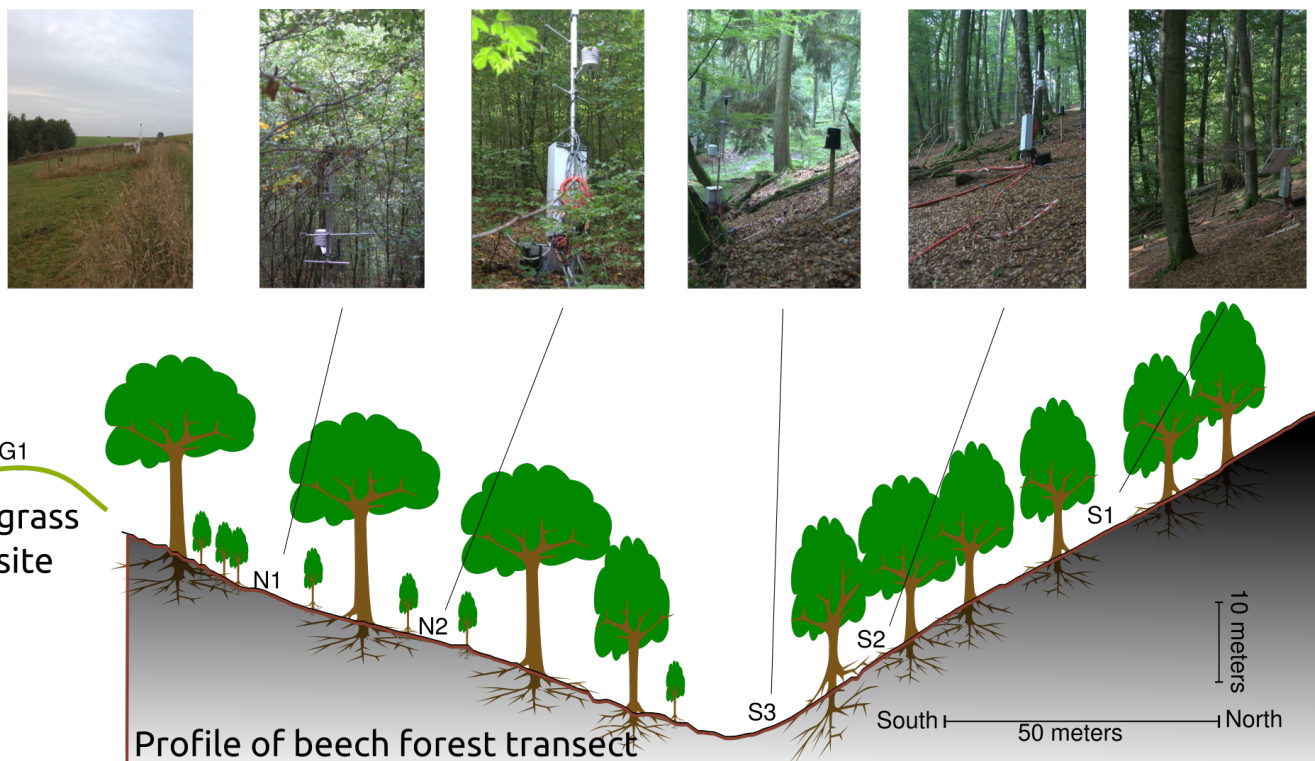 G1
grass
site
N1
N2
S3
S2
S1
10 meters
South
North
50 meters
Profile of beech forest transect